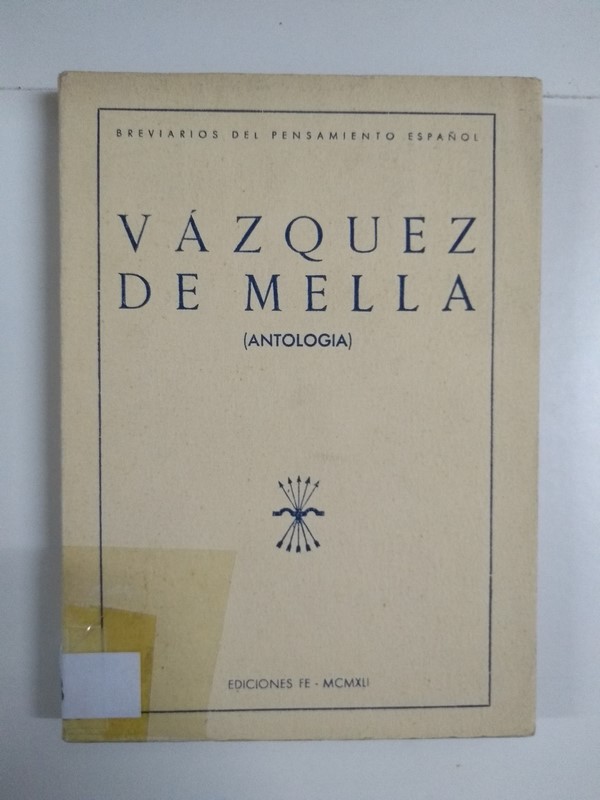 BREVIARIOS DEL PENSAMIENTO ESPAÑOL
VÁZQUEZ
DE MELLA
(ANTOLOGIA)
EDICIONES FE - MCMXLI